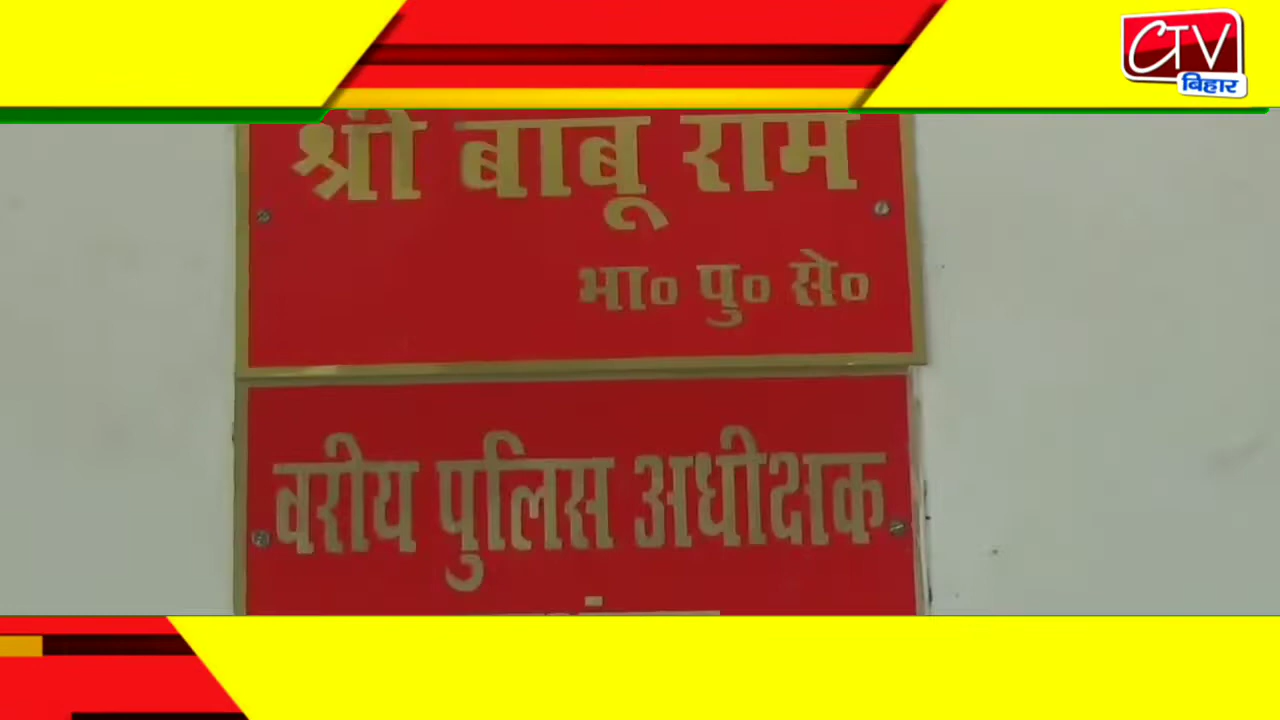 CTV
बिहार
श्री बाबू राम
भा० पु० से०
वरीय पुलिस अधीक्षक